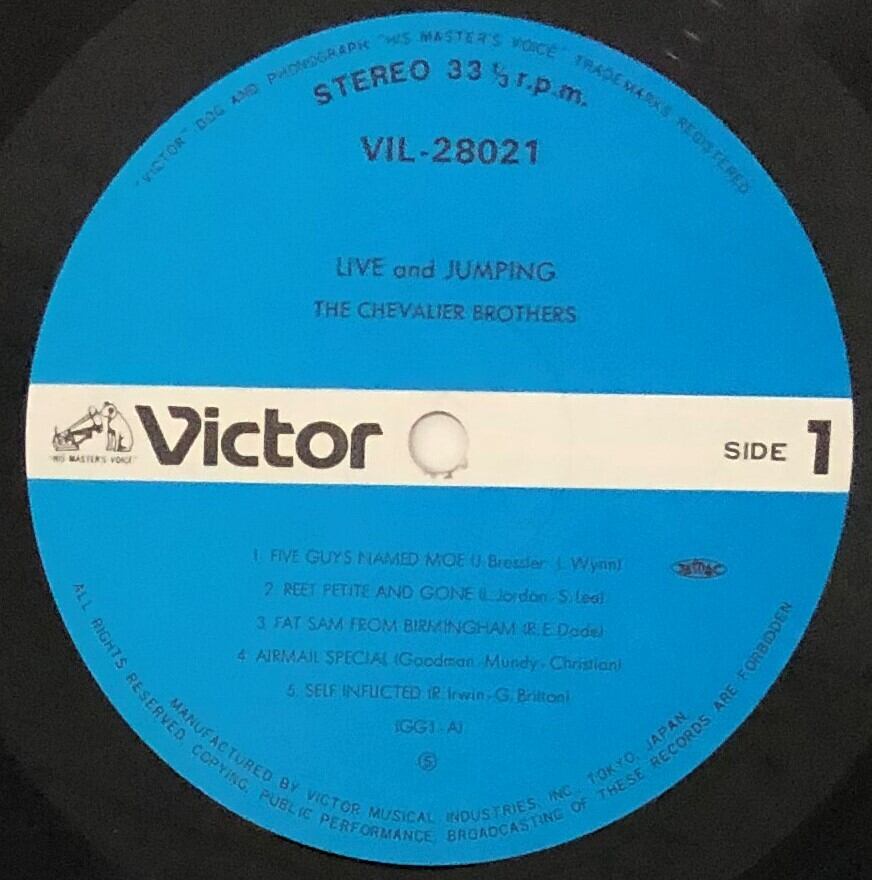 "VICTOR" DOG AND PHONOGRAPH "HIS MASTER'S VOICE" TRADEMARKS REGISTERED
STEREO 33 ⅓ r.p.m.
VIL-28021
LIVE and JUMPING
THE CHEVALIER BROTHERS
"HIS MASTER'S VOICE"
Victor
SIDE 1
1. FIVE GUYS NAMED MOE (J. Bressler - L. Wynn)
2. REET PETITE AND GONE (L. Jordan - S. Lee)
3. FAT SAM FROM BIRMINGHAM (R.E. Dade)
4. AIRMAIL SPECIAL (Goodman - Mundy - Christian)
5. SELF INFLICTED (R. Irwin - G. Britton)
(GG1-A)
Ⓢ
MANUFACTURED BY VICTOR MUSICAL INDUSTRIES, INC., TOKYO, JAPAN
ALL RIGHTS RESERVED, COPYING, PUBLIC PERFORMANCE, BROADCASTING OF THESE RECORDS ARE FORBIDDEN